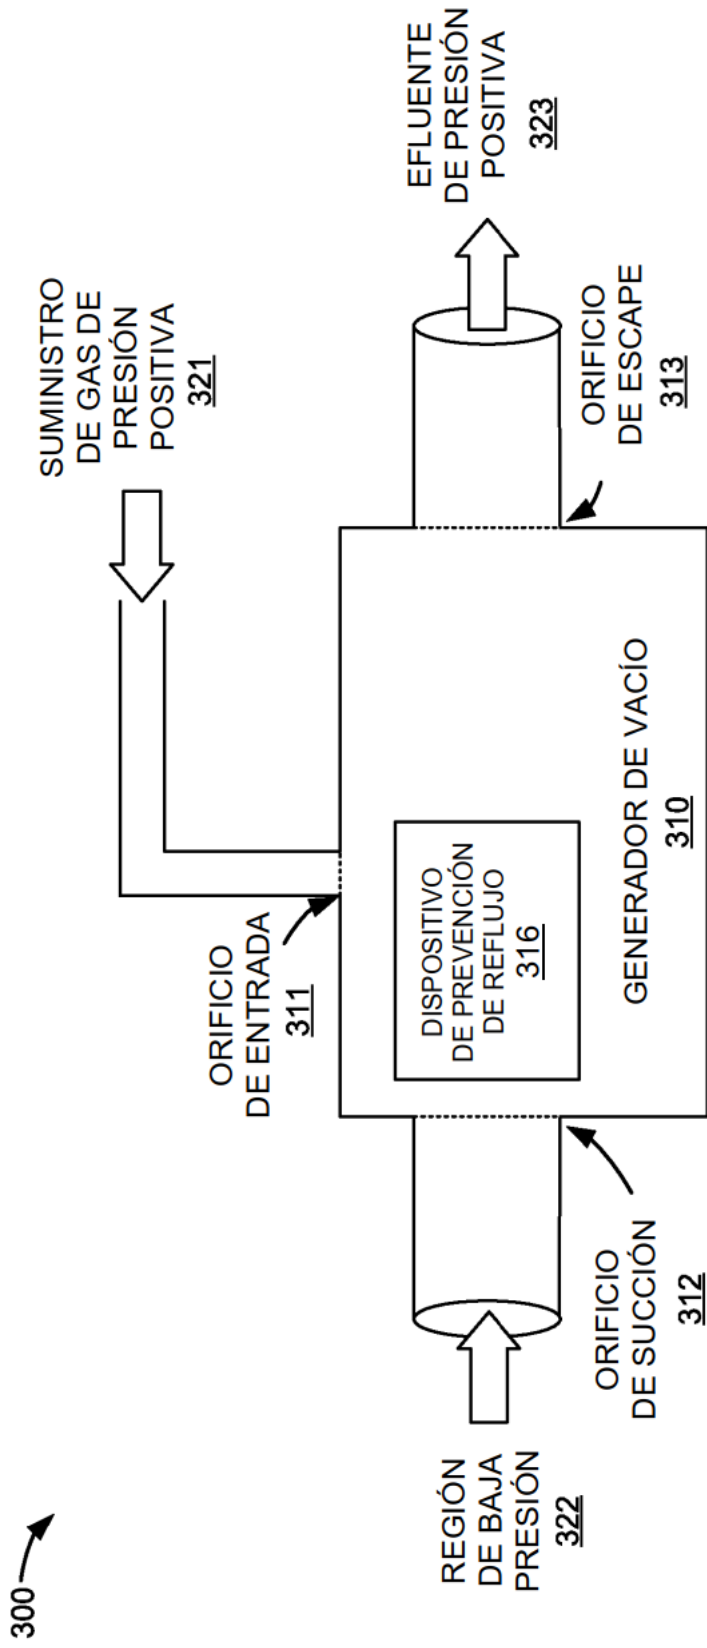 300
SUMINISTRO
DE GAS DE
PRESIÓN
POSITIVA
321
EFLUENTE
DE PRESIÓN
POSITIVA
323
ORIFICIO
DE ENTRADA
311
DISPOSITIVO
DE PREVENCIÓN
DE REFLUJO
316
GENERADOR DE VACÍO
310
ORIFICIO
DE ESCAPE
313
REGIÓN
DE BAJA
PRESIÓN
322
ORIFICIO
DE SUCCIÓN
312